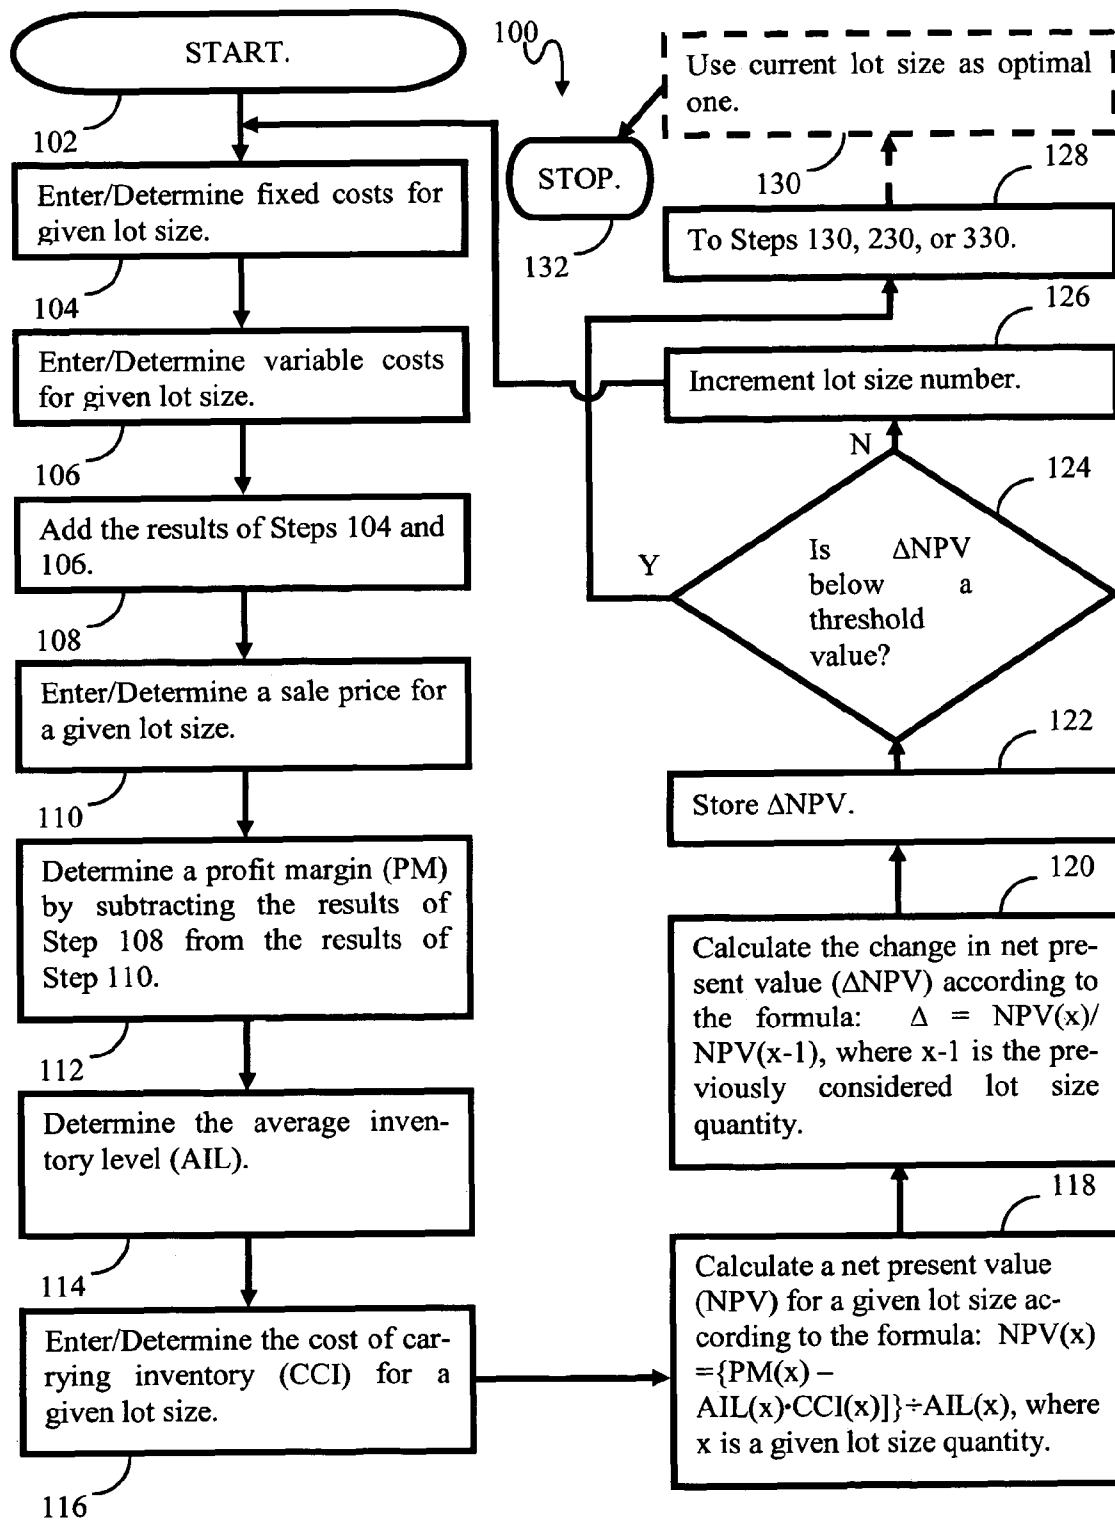 START.
102
Enter/Determine fixed costs for
given lot size.
104
Enter/Determine variable costs
for given lot size.
106
Add the results of Steps 104 and
106.
108
Enter/Determine a sale price for
a given lot size.
110
Determine a profit margin (PM)
by subtracting the results of
Step 108 from the results of
Step 110.
112
Determine the average inven-
tory level (AIL).
114
Enter/Determine the cost of car-
rying inventory (CCI) for a
given lot size.
116
100
Use current lot size as optimal
one.
130
STOP.
132
128
To Steps 130, 230, or 330.
126
Increment lot size number.
N
124
Y
Is ΔNPV
below a
threshold
value?
122
Store ΔNPV.
120
Calculate the change in net pre-
sent value (ΔNPV) according to
the formula: Δ = NPV(x)/
NPV(x-1), where x-1 is the pre-
viously considered lot size
quantity.
118
Calculate a net present value
(NPV) for a given lot size ac-
cording to the formula: NPV(x)
={PM(x) –
AIL(x)·CCI(x)]}÷AIL(x), where
x is a given lot size quantity.